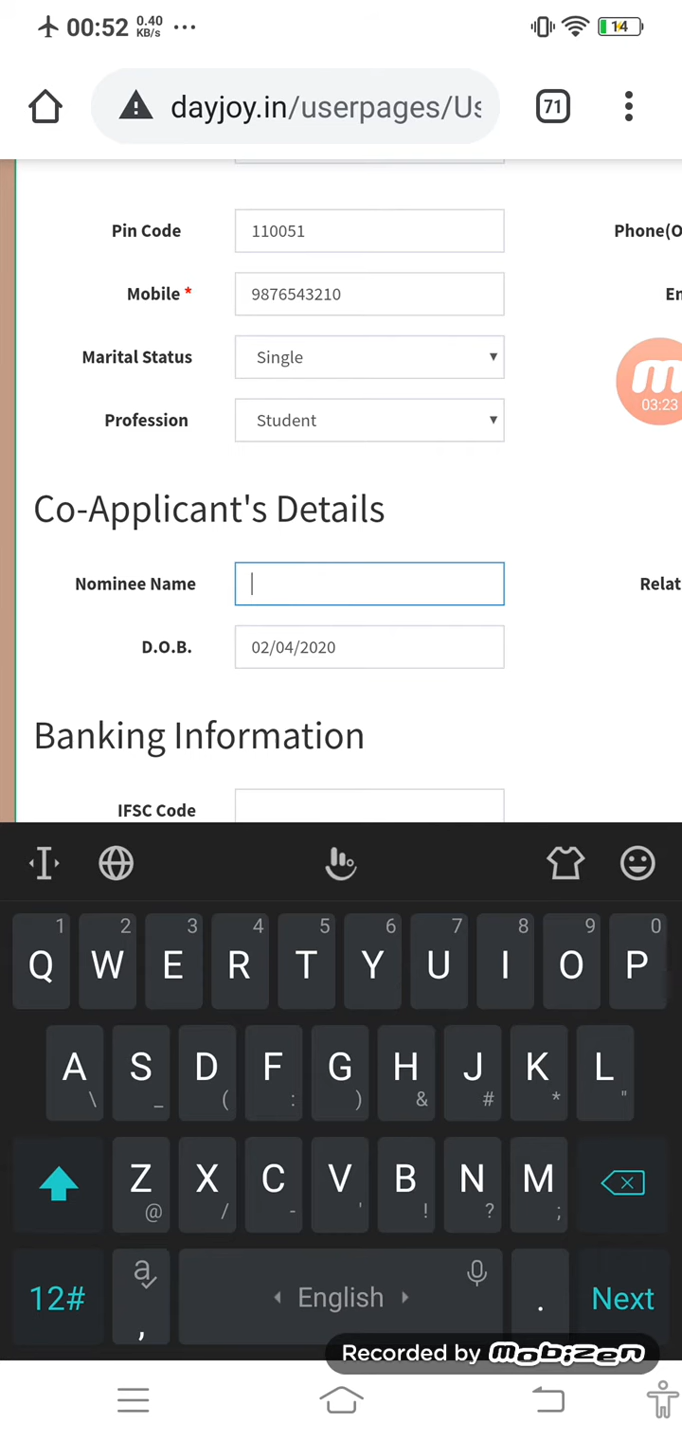 00:52 0.40 KB/s ... 14
dayjoy.in/userpages/Us 71
Pin Code 110051 Phone(O
Mobile * 9876543210 En
Marital Status Single
m
03:23
Profession Student
Co-Applicant's Details
Nominee Name Relat
D.O.B. 02/04/2020
Banking Information
IFSC Code
1 2 3 4 5 6 7 8 9 0
Q W E R T Y U I O P
A S D F G H J K L
\ _ ( : ) & # * "
Z X C V B N M
@ / - ' ! ? ;
12# a , English . Next
Recorded by mobizen